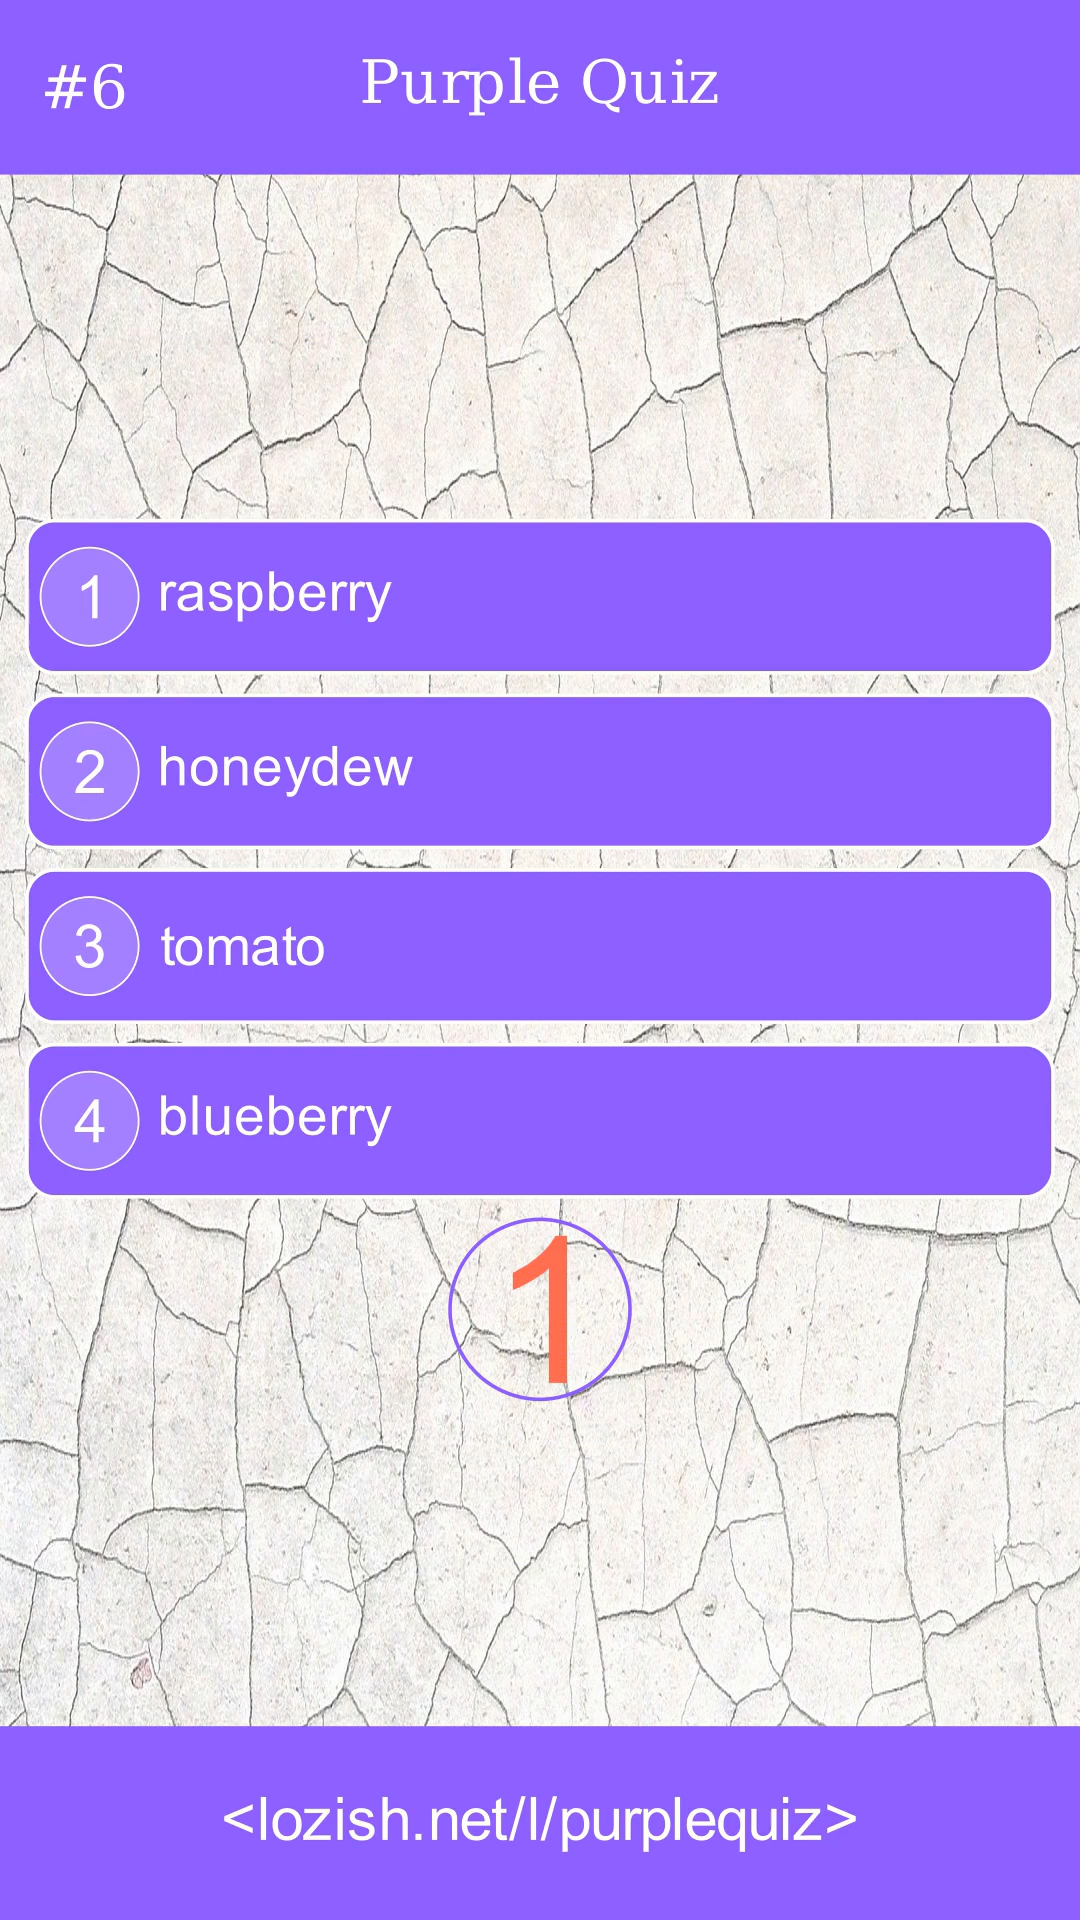 #6 Purple Quiz
1 raspberry
2 honeydew
3 tomato
4 blueberry
1
<lozish.net/l/purplequiz>